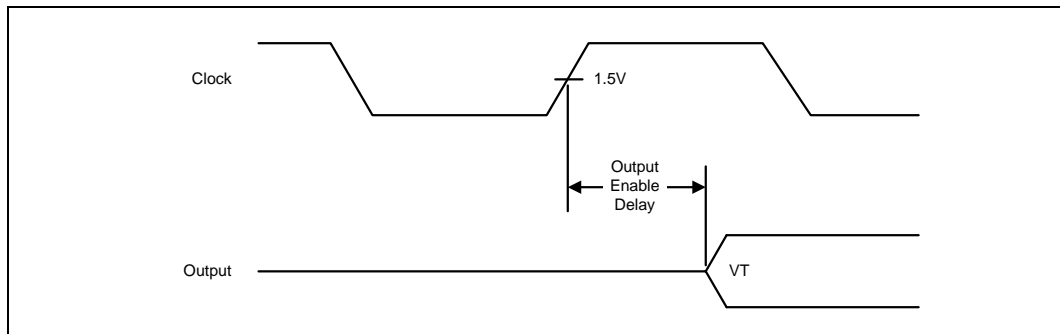 Clock
1.5V
Output
Enable
Delay
Output
VT